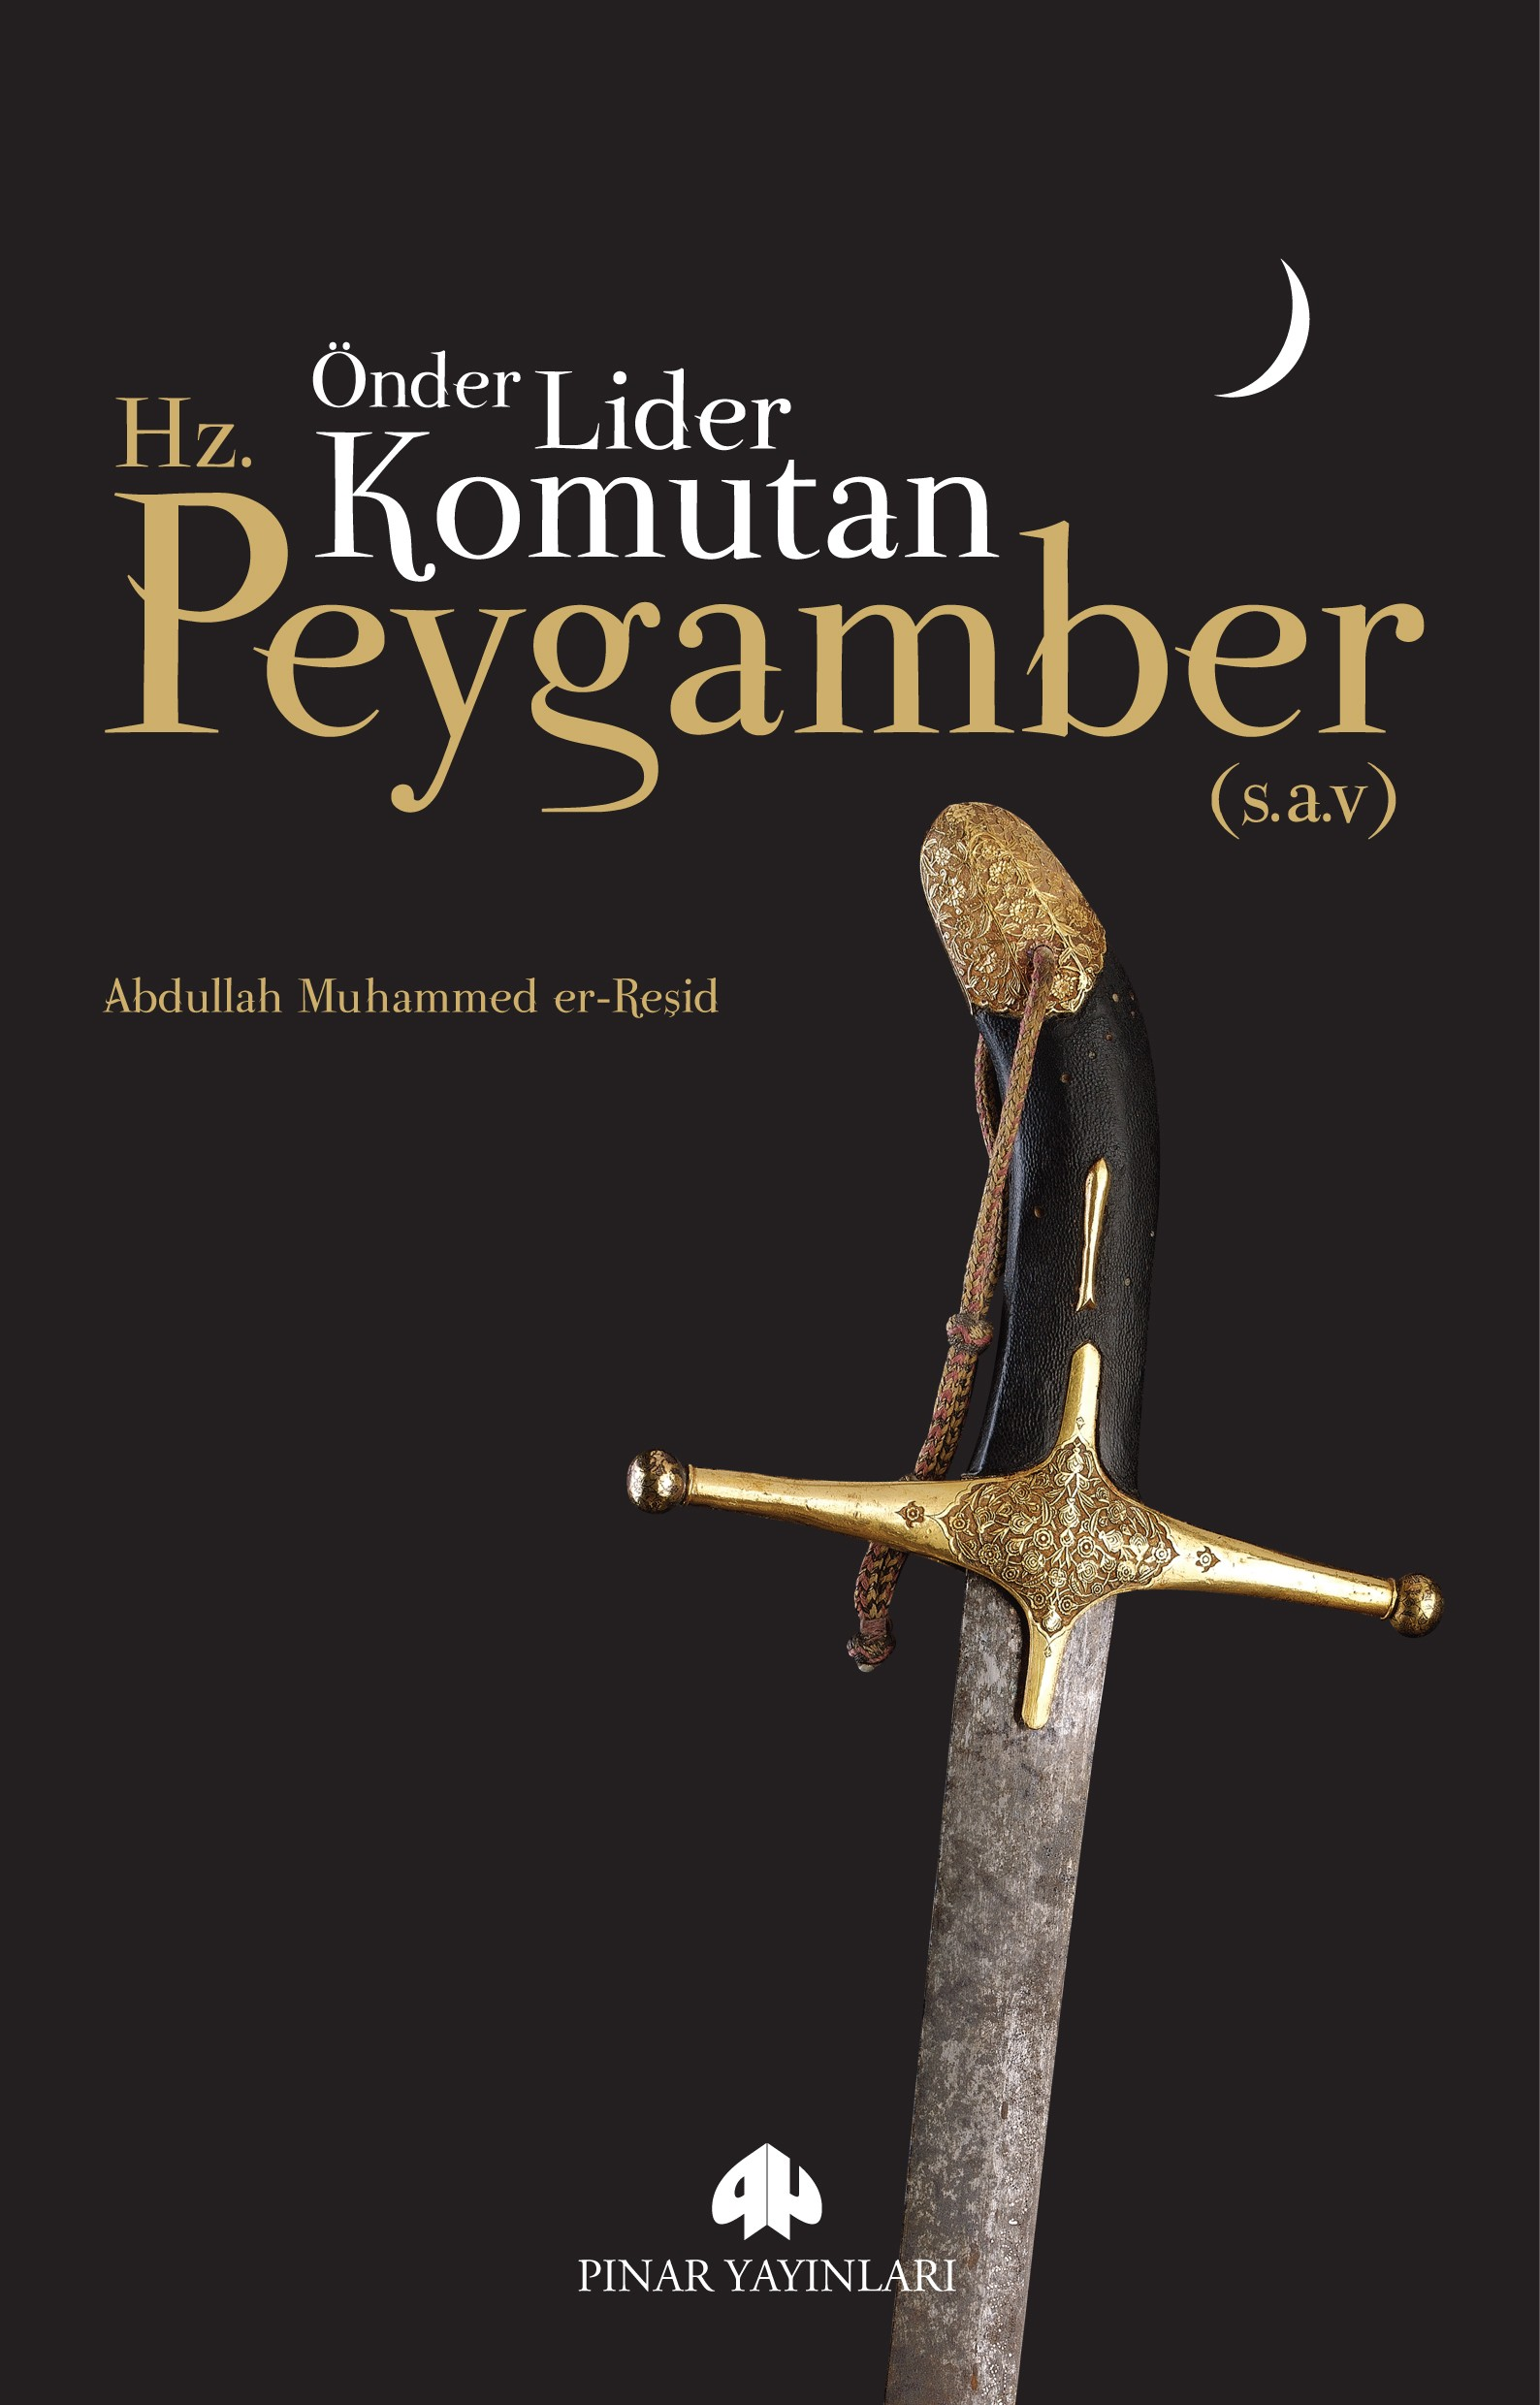 Önder Lider
Hz. Komutan
Peygamber
(s.a.v)
Abdullah Muhammed er-Reşid
PINAR YAYINLARI